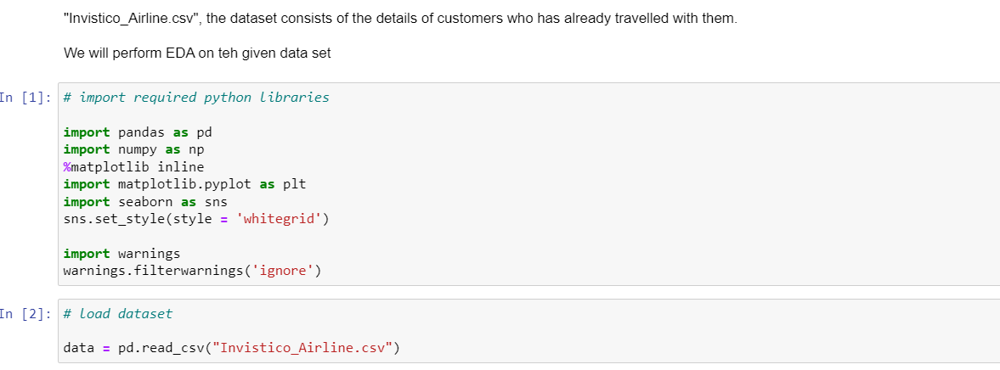 "Invistico_Airline.csv", the dataset consists of the details of customers who has already travelled with them.
We will perform EDA on teh given data set
In [1]: # import required python libraries
import pandas as pd
import numpy as np
%matplotlib inline
import matplotlib.pyplot as plt
import seaborn as sns
sns.set_style(style = 'whitegrid')
import warnings
warnings.filterwarnings('ignore')
In [2]: # load dataset
data = pd.read_csv("Invistico_Airline.csv")